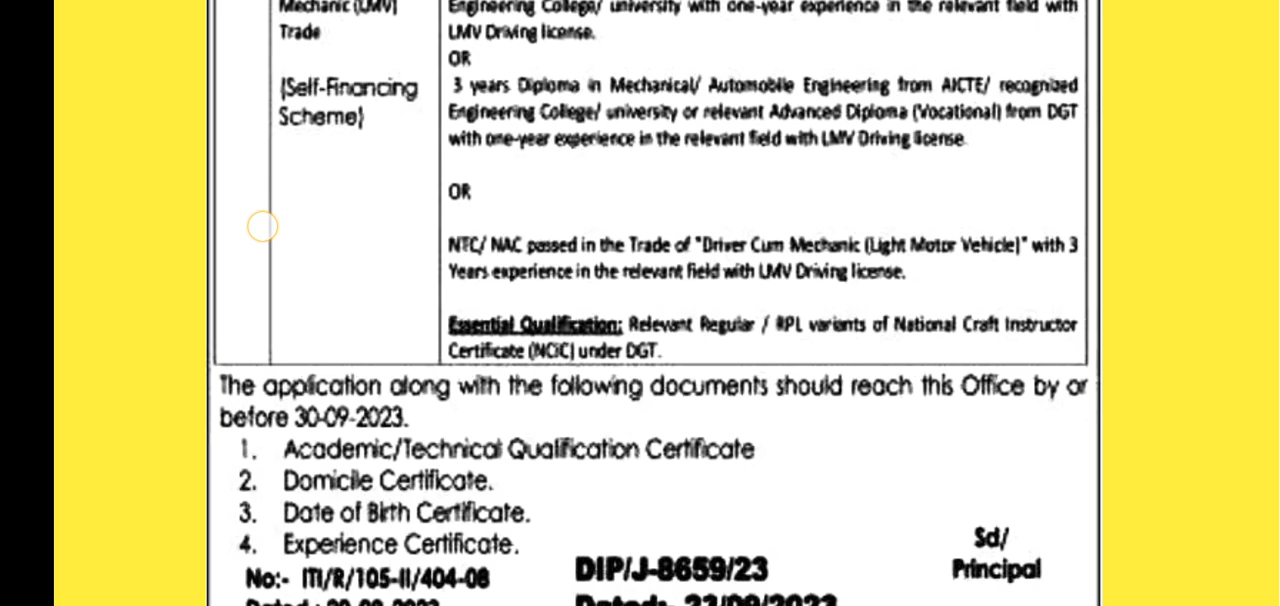 Mechanic (LMV)
Trade
(Self-Financing
Scheme)
Engineering College/ university with one-year experience in the relevant field with
LMV Driving license.
OR
3 years Diploma in Mechanical/ Automobile Engineering from AICTE/ recognized
Engineering College/ university or relevant Advanced Diploma (Vocational) from DGT
with one-year experience in the relevant field with LMV Driving license.
OR
NTC/ NAC passed in the Trade of "Driver Cum Mechanic (Light Motor Vehicle)" with 3
Years experience in the relevant field with LMV Driving license.
Essential Qualification: Relevant Regular / RPL variants of National Craft Instructor
Certificate (NCIC) under DGT.
The application along with the following documents should reach this Office by or
before 30-09-2023.
1. Academic/Technical Qualification Certificate
2. Domicile Certificate.
3. Date of Birth Certificate.
4. Experience Certificate.
Sd/
Principal
No:- ITI/R/105-II/404-08
DIP/J-8659/23
Dated:- 22/09/2023